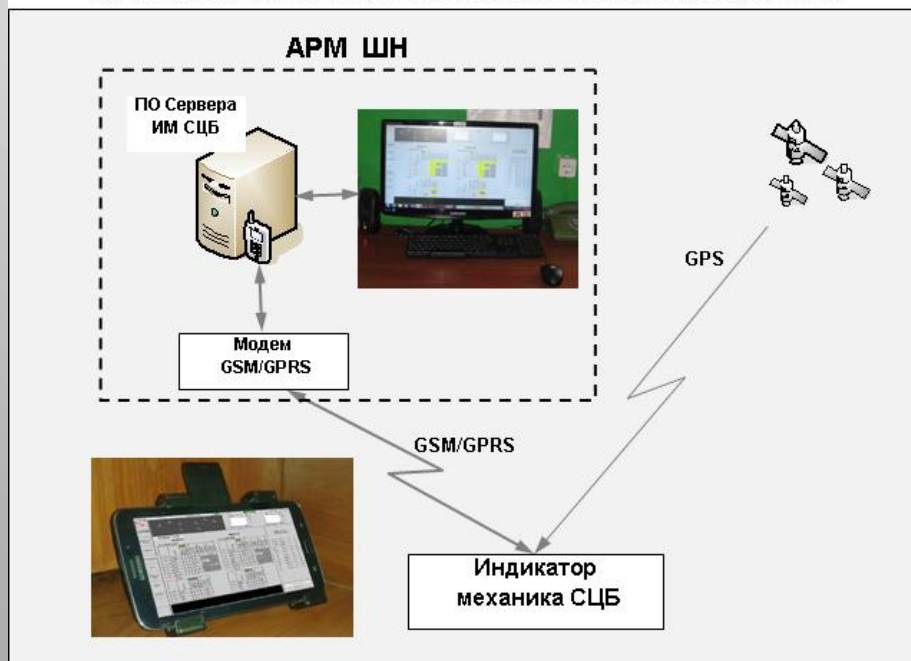 АРМ ШН
ПО Сервера
ИМ СЦБ
GPS
Модем
GSM/GPRS
GSM/GPRS
Индикатор
механика СЦБ